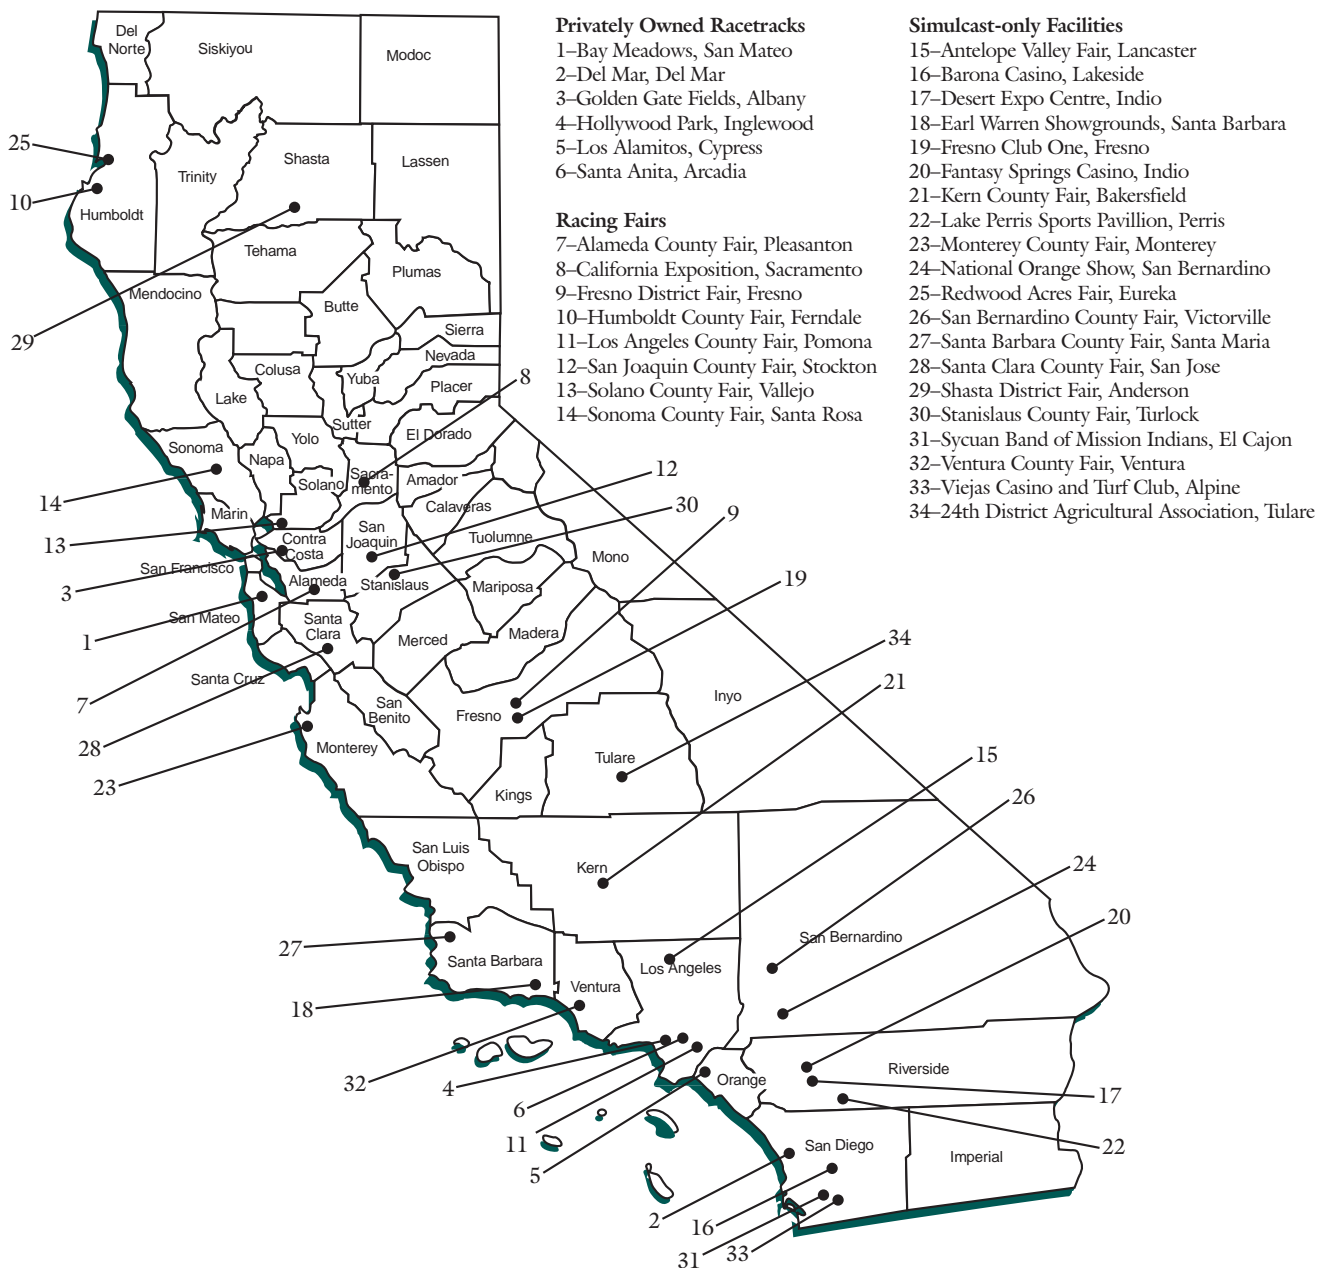 Privately Owned Racetracks
1–Bay Meadows, San Mateo
2–Del Mar, Del Mar
3–Golden Gate Fields, Albany
4–Hollywood Park, Inglewood
5–Los Alamitos, Cypress
6–Santa Anita, Arcadia
Racing Fairs
7–Alameda County Fair, Pleasanton
8–California Exposition, Sacramento
9–Fresno District Fair, Fresno
10–Humboldt County Fair, Ferndale
11–Los Angeles County Fair, Pomona
12–San Joaquin County Fair, Stockton
13–Solano County Fair, Vallejo
14–Sonoma County Fair, Santa Rosa
Simulcast-only Facilities
15–Antelope Valley Fair, Lancaster
16–Barona Casino, Lakeside
17–Desert Expo Centre, Indio
18–Earl Warren Showgrounds, Santa Barbara
19–Fresno Club One, Fresno
20–Fantasy Springs Casino, Indio
21–Kern County Fair, Bakersfield
22–Lake Perris Sports Pavillion, Perris
23–Monterey County Fair, Monterey
24–National Orange Show, San Bernardino
25–Redwood Acres Fair, Eureka
26–San Bernardino County Fair, Victorville
27–Santa Barbara County Fair, Santa Maria
28–Santa Clara County Fair, San Jose
29–Shasta District Fair, Anderson
30–Stanislaus County Fair, Turlock
31–Sycuan Band of Mission Indians, El Cajon
32–Ventura County Fair, Ventura
33–Viejas Casino and Turf Club, Alpine
34–24th District Agricultural Association, Tulare
Del
Norte
Siskiyou
Modoc
25
Shasta
Lassen
Trinity
10
Humboldt
Tehama
Plumas
Mendocino
Butte
29
Sierra
Nevada
Colusa
Yuba
Placer
8
Lake
Sutter
El Dorado
Yolo
Sonoma
Napa
12
14
Solano
Sacra-
mento
Amador
Calaveras
30
Marin
9
San
Joaquin
13
Contra
Costa
Tuolumne
Mono
San Francisco
19
3
Alameda
Stanislaus
Mariposa
San Mateo
Santa
Clara
1
Merced
Madera
34
Santa Cruz
21
Inyo
7
San
Benito
Fresno
28
Monterey
Tulare
15
23
Kings
26
San Luis
Obispo
Kern
24
20
27
San Bernardino
Santa Barbara
Los Angeles
Ventura
18
32
4
Orange
Riverside
6
17
11
San Diego
22
5
Imperial
2
16
31
33